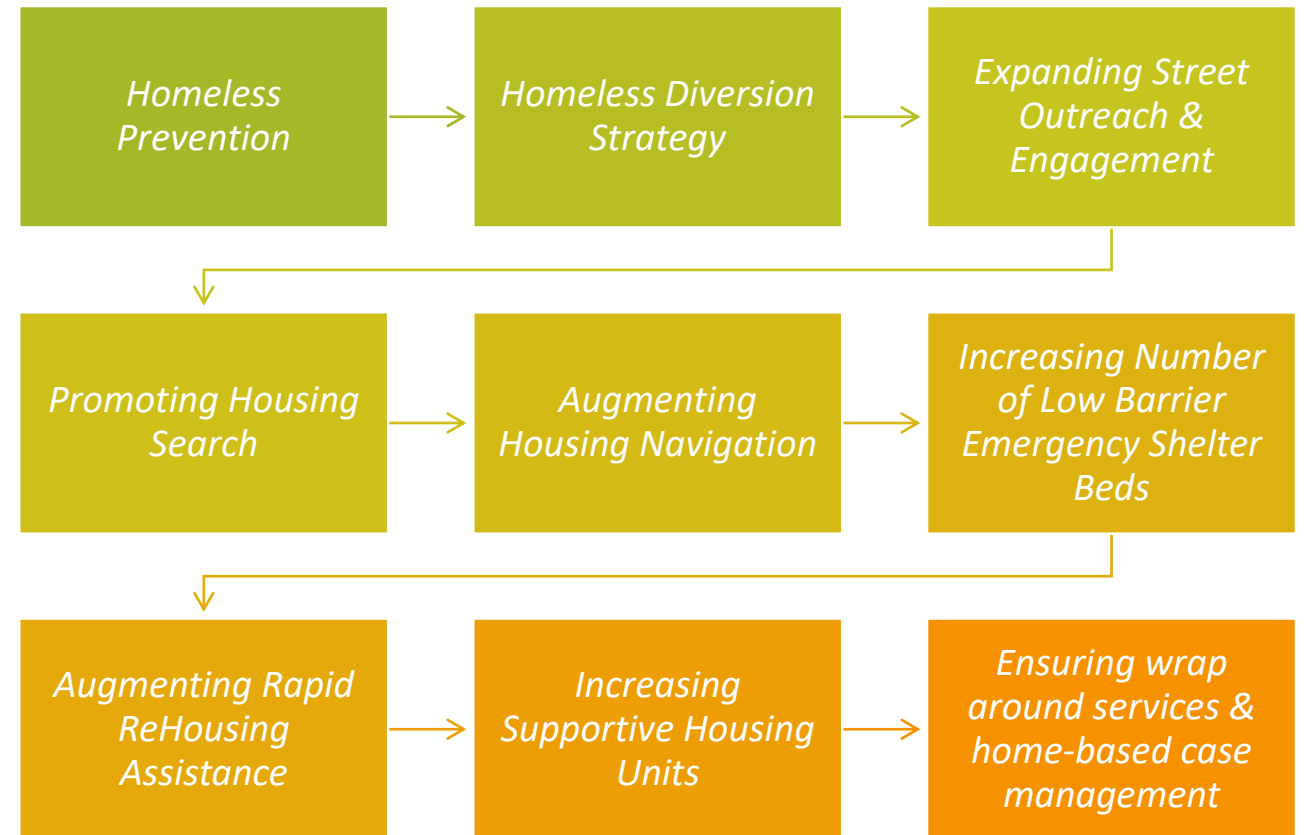 Homeless
Prevention
Homeless Diversion
Strategy
Expanding Street
Outreach &
Engagement
Promoting Housing
Search
Augmenting
Housing Navigation
Increasing Number
of Low Barrier
Emergency Shelter
Beds
Augmenting Rapid
ReHousing
Assistance
Increasing
Supportive Housing
Units
Ensuring wrap
around services &
home-based case
management